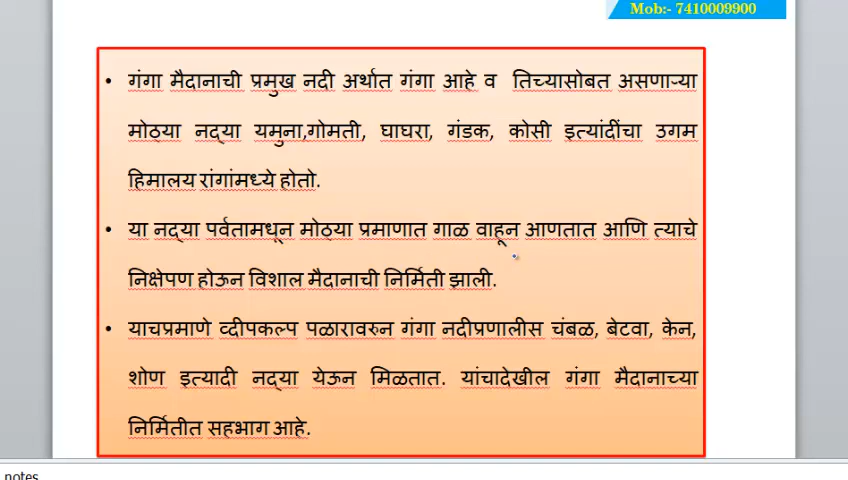 Mob:- 7410009900
• गंगा मैदानाची प्रमुख नदी अर्थात गंगा आहे व तिच्यासोबत असणाऱ्या
मोठ्या नद्या यमुना,गोमती, घाघरा, गंडक, कोसी इत्यांदींचा उगम
हिमालय रांगांमध्ये होतो.
• या नद्या पर्वतामधून मोठ्या प्रमाणात गाळ वाहून आणतात आणि त्याचे
निक्षेपण होऊन विशाल मैदानाची निर्मिती झाली.
• याचप्रमाणे व्दीपकल्प पळारावरुन गंगा नदीप्रणालीस चंबळ, बेटवा, केन,
शोण इत्यादी नद्या येऊन मिळतात. यांचादेखील गंगा मैदानाच्या
निर्मितीत सहभाग आहे.
notes